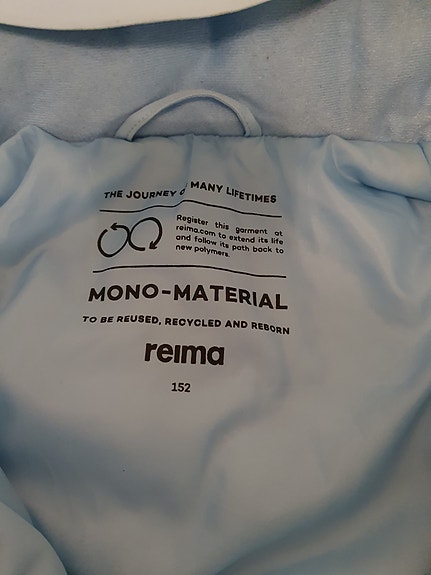 THE JOURNEY OF MANY LIFETIMES
Register this garment at
reima.com to extend its life
and follow its path back to
new polymers.
MONO-MATERIAL
TO BE REUSED, RECYCLED AND REBORN
reima
152